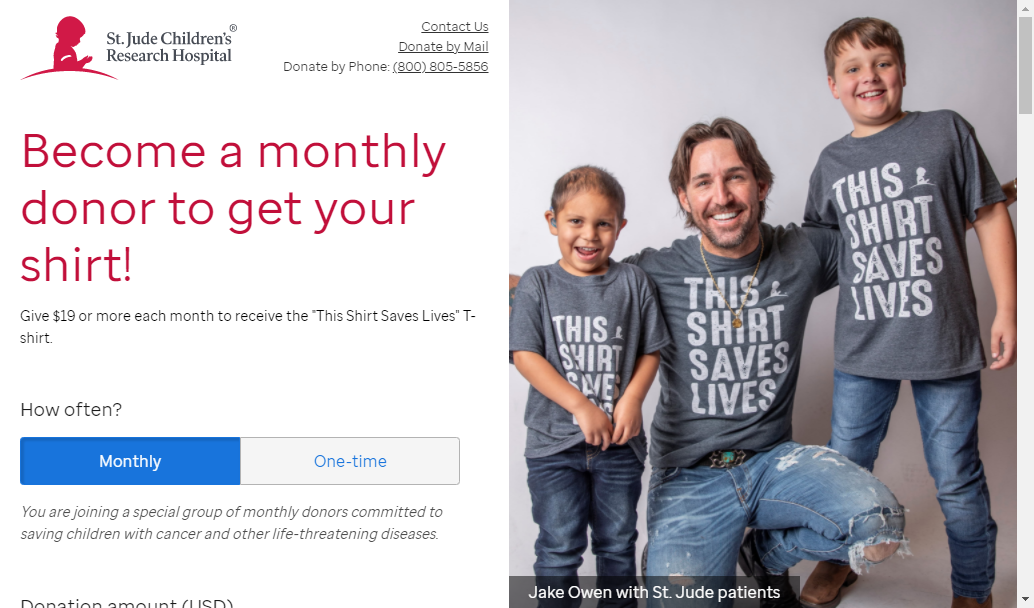 St. Jude Children's®
Research Hospital
Contact Us
Donate by Mail
Donate by Phone: (800) 805-5856
Become a monthly
donor to get your
shirt!
Give $19 or more each month to receive the "This Shirt Saves Lives" T-
shirt.
How often?
Monthly
One-time
You are joining a special group of monthly donors committed to
saving children with cancer and other life-threatening diseases.
Donation amount (USD)
THIS
SHIRT
SAVES
LIVES
THIS
SHIRT
SAVES
LIVES
THIS
SHIRT
SAVES
Jake Owen with St. Jude patients